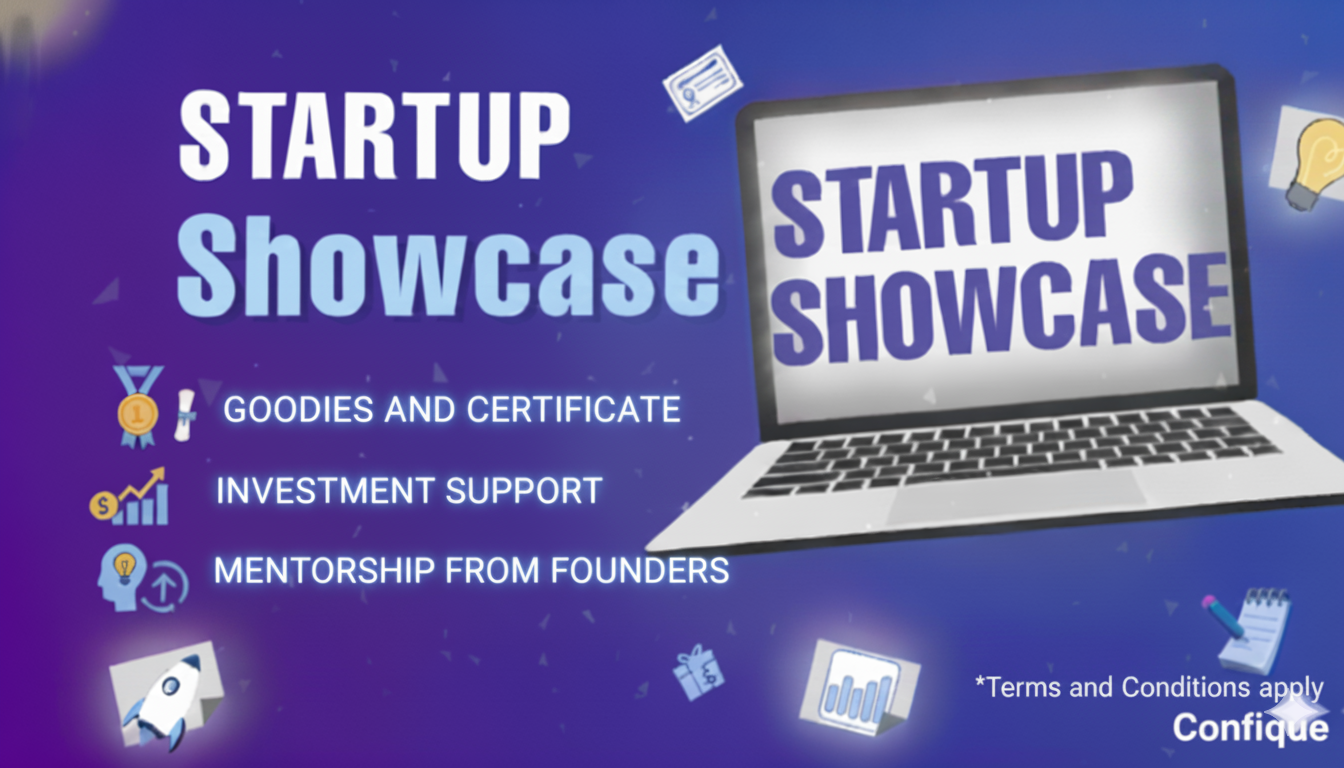 STARTUP
Showcase
STARTUP
SHOWCASE
GOODIES AND CERTIFICATE
INVESTMENT SUPPORT
MENTORSHIP FROM FOUNDERS
*Terms and Conditions apply
Confique